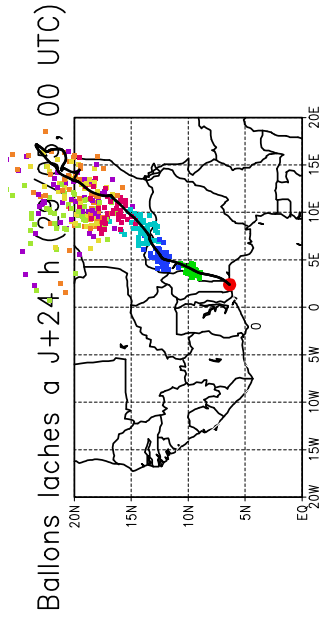 Ballons laches a J+24 h 00 UTC)
20N
15N
10N
5N
EQ
0
20W 15W 10W 5W 0 5E 10E 15E 20E